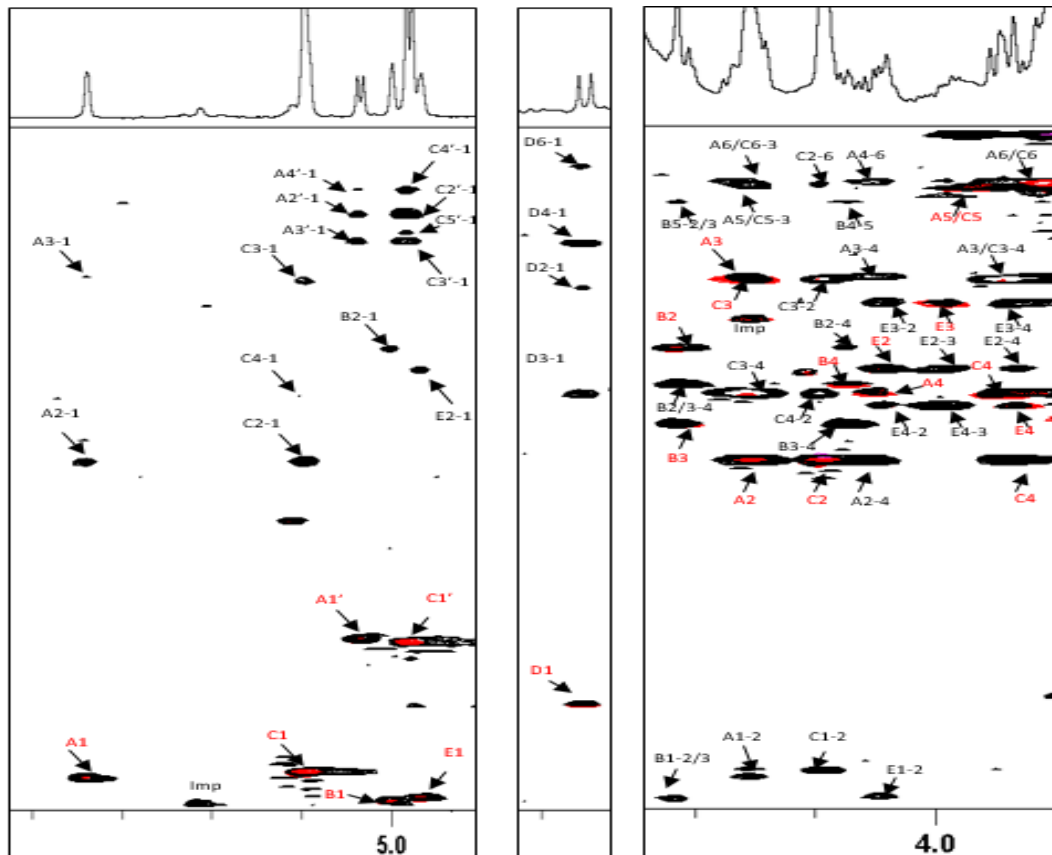 C4'-1
A4'-1
C2'-1
A2'-1
C5'-1
A3'-1
A3-1
C3-1
C3'-1
B2-1
C4-1
E2-1
A2-1
C2-1
A1'
C1'
A1
C1
E1
Imp
B1
5.0
D6-1
D4-1
D2-1
D3-1
D1
A6/C6-3
C2-6
A4-6
A6/C6
B5-2/3
A5/C5-3
B4-5
A5/C5
A3
A3-4
A3/C3-4
C3
C3-2
B2
Imp
B2-4
E3-2
E3
E3-4
E2
E2-3
E2-4
C3-4
B4
A4
C4
B2/3-4
C4-2
B3
B3-4
E4-2
E4-3
E4
A2
C2
A2-4
C4
B1-2/3
A1-2
C1-2
E1-2
4.0